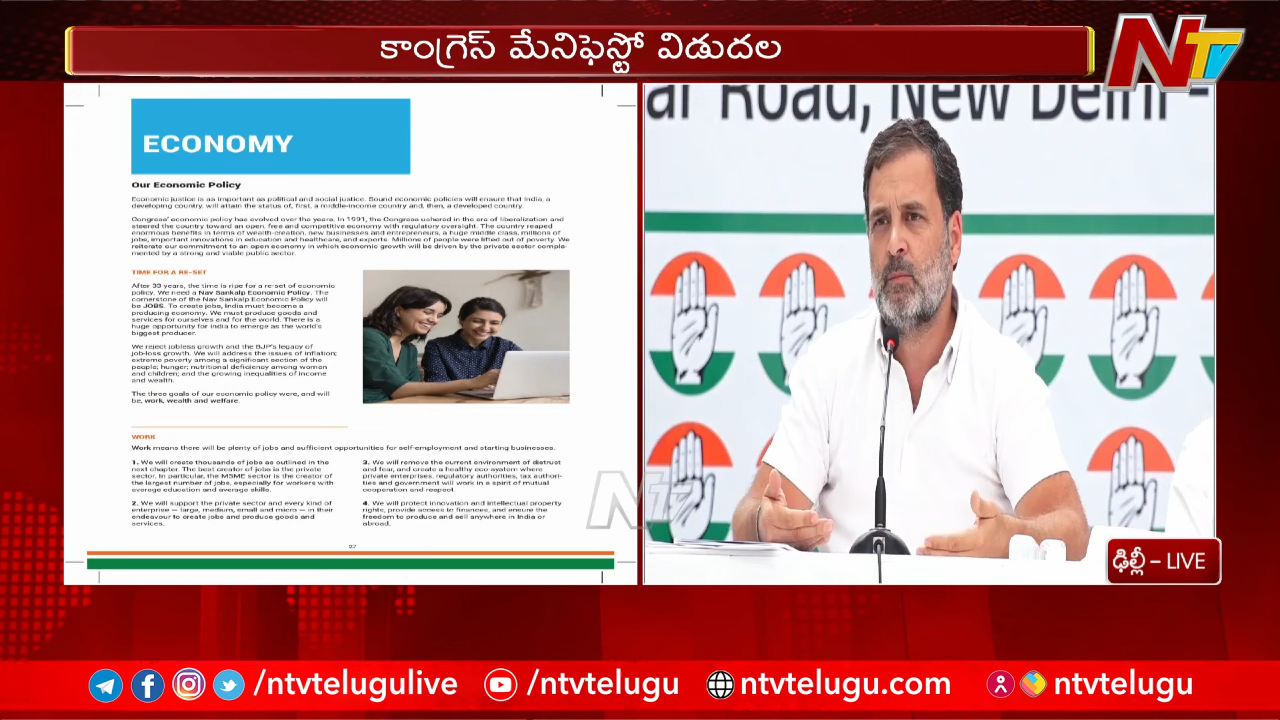 కాంగ్రెస్ మేనిఫెస్టో విడుదల
NTV
ECONOMY
Our Economic Policy
Economic justice is as important as political and social justice. Sound economic policies will ensure that India, a
developing country, will attain the status of, first, a middle-income country and, then, a developed country.
Congress' economic policy has evolved over the years. In 1991, the Congress ushered in the era of liberalization and
steered the country toward an open, free and competitive economy with regulatory oversight. The country reaped
enormous benefits in terms of wealth-creation, new businesses and entrepreneurs, a huge middle class, millions of
jobs, important innovations in education and healthcare, and exports. Millions of people were lifted out of poverty. We
reiterate our commitment to an open economy in which economic growth will be driven by the private sector comple-
mented by a strong and viable public sector.
TIME FOR A RE-SET
After 33 years, the time is ripe for a re-set of economic
policy. We need a Nav Sankalp Economic Policy. The
cornerstone of the Nav Sankalp Economic Policy will
be JOBS. To create jobs, India must become a
producing economy. We must produce goods and
services for ourselves and for the world. There is a
huge opportunity for India to emerge as the world's
biggest producer.
We reject jobless growth and the BJP's legacy of
job-loss growth. We will address the issues of inflation;
extreme poverty among a significant section of the
people; hunger; nutritional deficiency among women
and children; and the growing inequalities of income
and wealth.
The three goals of our economic policy were, and will
be, work, wealth and welfare.
WORK
Work means there will be plenty of jobs and sufficient opportunities for self-employment and starting businesses.
1. We will create thousands of jobs as outlined in the
next chapter. The best creator of jobs is the private
sector. In particular, the MSME sector is the creator of
the largest number of jobs, especially for workers with
average education and average skills.
2. We will support the private sector and every kind of
enterprise — large, medium, small and micro — in their
endeavour to create jobs and produce goods and
services.
3. We will remove the current environment of distrust
and fear, and create a healthy eco-system where
private enterprises, regulatory authorities, tax authori-
ties and government will work in a spirit of mutual
cooperation and respect.
4. We will protect innovation and intellectual property
rights, provide access to finances, and ensure the
freedom to produce and sell anywhere in India or
abroad.
ar Road, New Delhi -
NTV
ఢిల్లీ – LIVE
/ntvtelugulive
/ntvtelugu
ntvtelugu.com
ntvtelugu